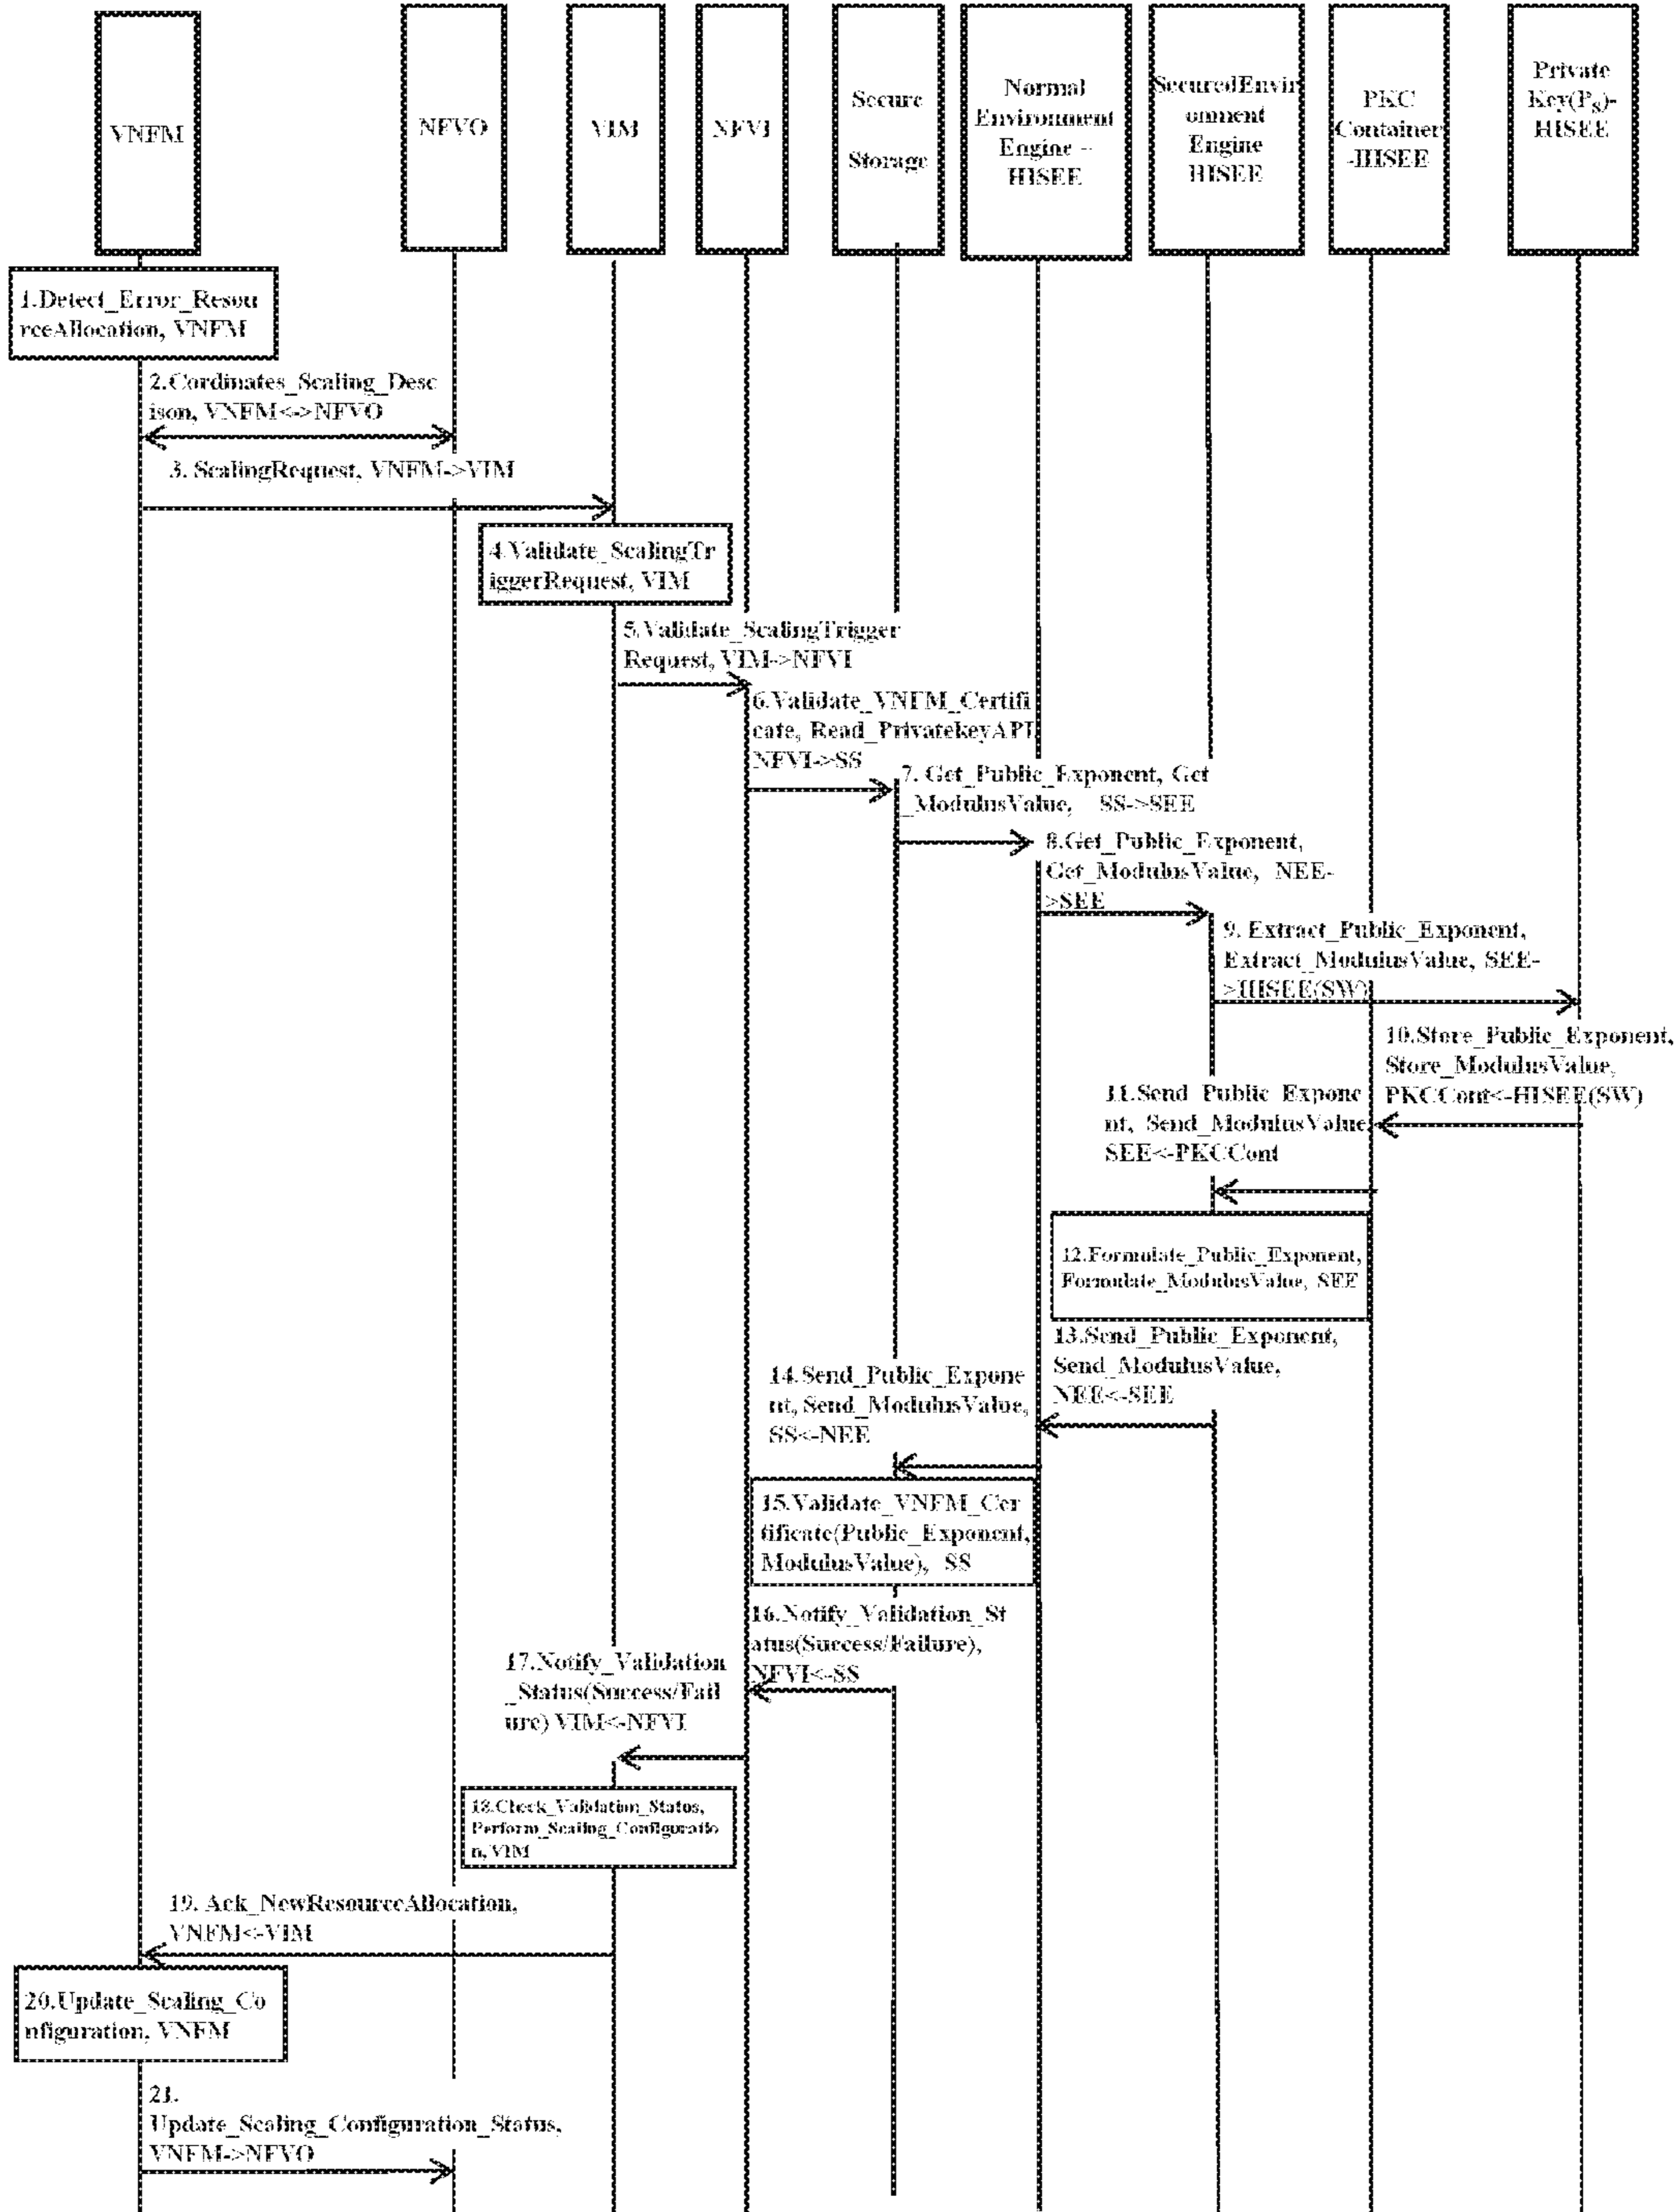 VNFM
NFVO
VIM
NFVI
Secure
Storage
Normal
Environment
Engine –
HISEE
SecuredEnvir
onment
Engine
HISEE
PKC
Container
-HISEE
Private
Key(PS)-
HISEE
1.Detect_Error_Resou
rceAllocation, VNFM
2.Cordinates_Scaling_Desc
ison, VNFM<->NFVO
3. ScalingRequest, VNFM->VIM
4.Validate_ScalingTr
iggerRequest, VIM
5.Validate_ScalingTrigger
Request, VIM->NFVI
6.Validate_VNFM_Certifi
cate, Read_PrivatekeyAPI,
NFVI->SS
7. Get_Public_Exponent, Get
_ModulusValue, SS->SEE
8.Get_Public_Exponent,
Get_ModulusValue, NEE-
>SEE
9. Extract_Public_Exponent,
Extract_ModulusValue, SEE-
>HISEE(SW)
10.Store_Public_Exponent,
Store_ModulusValue,
PKCCont<-HISEE(SW)
11.Send_Public_Expone
nt, Send_ModulusValue,
SEE<-PKCCont
12.Formulate_Public_Exponent,
Formulate_ModulusValue, SEE
13.Send_Public_Exponent,
Send_ModulusValue,
NEE<-SEE
14.Send_Public_Expone
nt, Send_ModulusValue,
SS<-NEE
15.Validate_VNFM_Cer
tificate(Public_Exponent,
ModulusValue), SS
16.Notify_Validation_St
atus(Success/Failure),
NFVI<-SS
17.Notify_Validation
_Status(Success/Fail
ure) VIM<-NFVI
18.Check_Validation_Status,
Perform_Scaling_Configuratio
n, VIM
19. Ack_NewResourceAllocation,
VNFM<-VIM
20.Update_Scaling_Co
nfiguration, VNFM
21.
Update_Scaling_Configuration_Status,
VNFM->NFVO